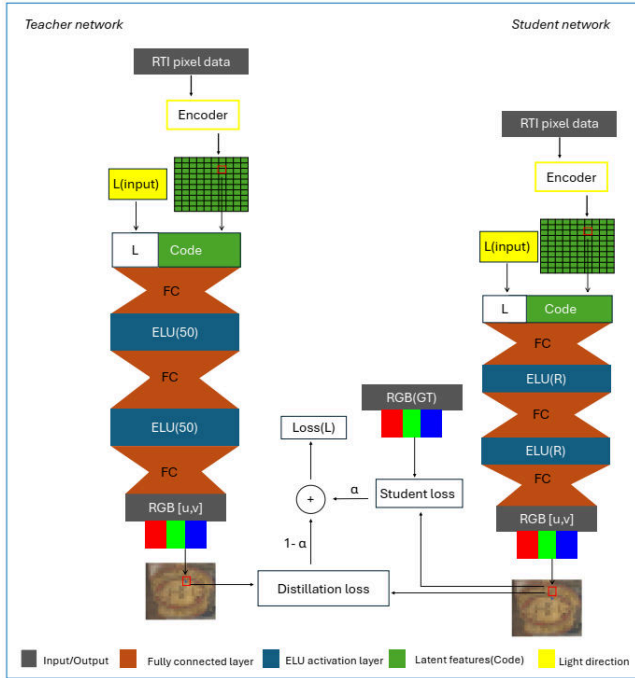 Teacher network
Student network
RTI pixel data
Encoder
L(input)
L
Code
FC
ELU(50)
FC
ELU(50)
FC
RGB [u,v]
RTI pixel data
Encoder
L(input)
L
Code
FC
ELU(R)
FC
ELU(R)
FC
RGB [u,v]
RGB(GT)
Loss(L)
+
α
Student loss
1- α
Distillation loss
Input/Output
Fully connected layer
ELU activation layer
Latent features(Code)
Light direction